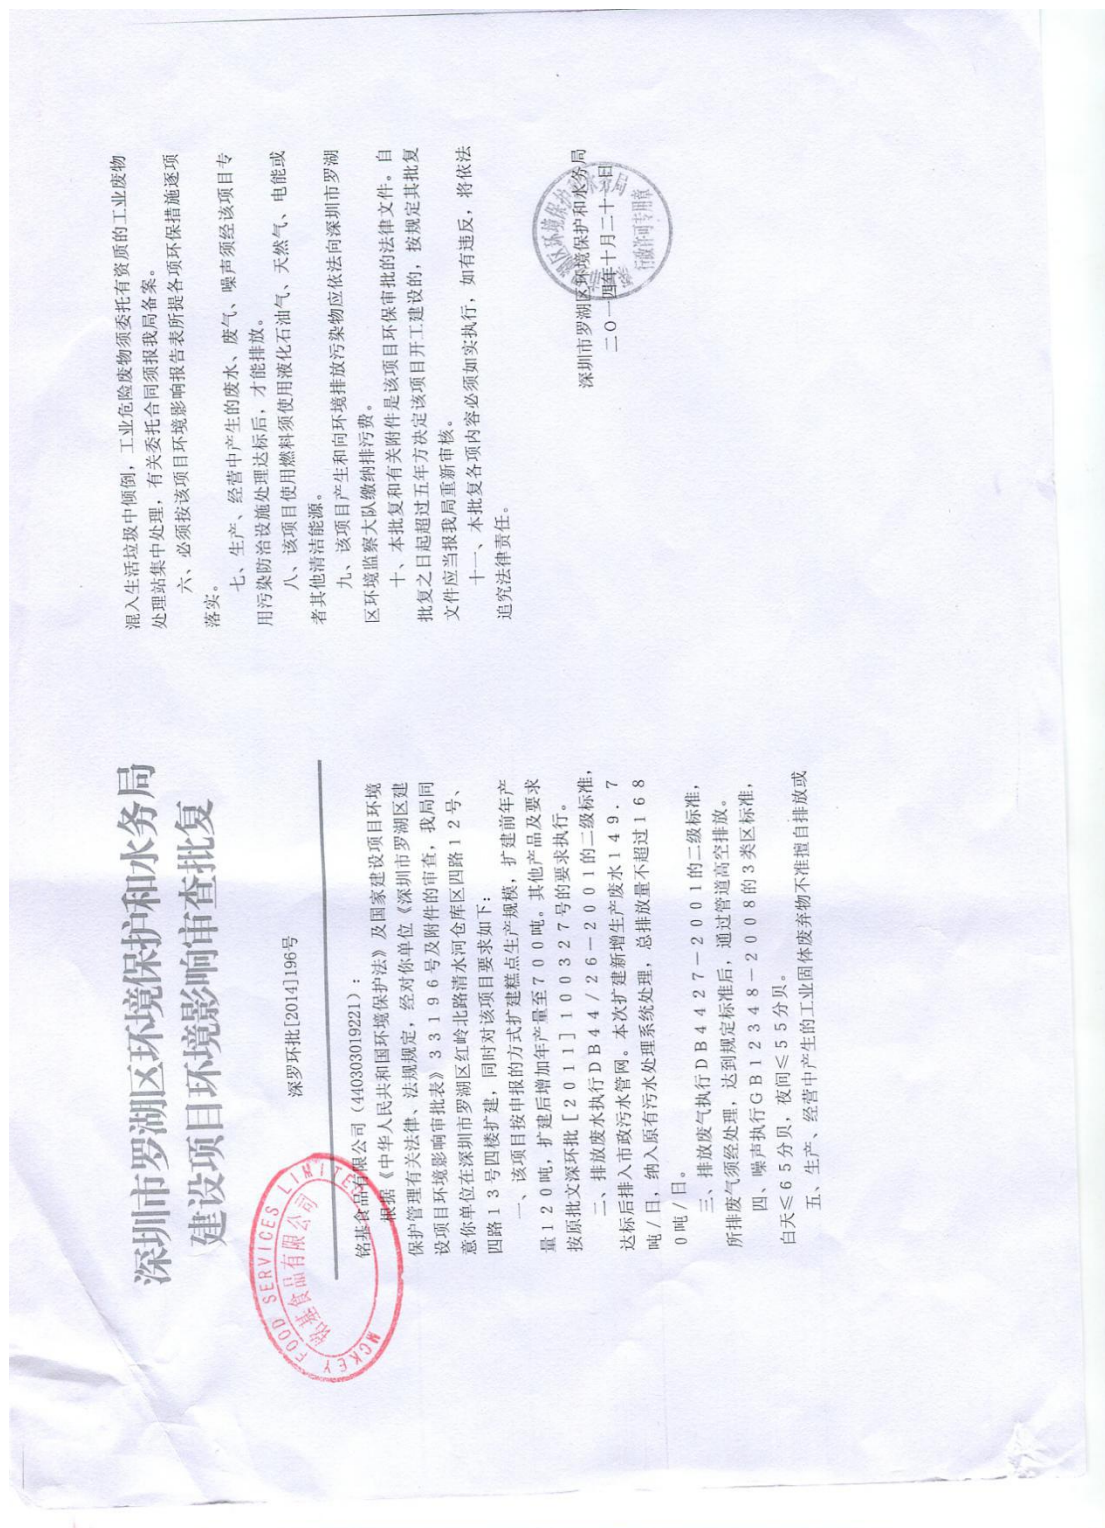 深圳市罗湖区环境保护和水务局
建设项目环境影响审查批复
深罗环批[2014]196号
MCKEY FOOD SERVICES LIMITED
铭基食品有限公司
铭基食品有限公司（440303019221）：
根据《中华人民共和国环境保护法》及国家建设项目环境
保护管理有关法律、法规规定，经对你单位《深圳市罗湖区建
设项目环境影响审批表》33196号及附件的审查，我局同
意你单位在深圳市罗湖区红岭北路清水河仓库区四路12号、
四路13号四楼扩建，同时对该项目要求如下：
一、该项目按申报的方式扩建糕点生产规模，扩建前年产
量120吨，扩建后增加年产量至700吨。其他产品及要求
按原批文深环批［2011］100327号的要求执行。
二、排放废水执行DB44／26－2001的二级标准，
达标后排入市政污水管网。本次扩建新增生产废水149.7
吨／日，纳入原有污水处理系统处理，总排放量不超过168
0吨／日。
三、排放废气执行DB4427－2001的二级标准，
所排废气须经处理，达到规定标准后，通过管道高空排放。
四、噪声执行GB12348－2008的3类区标准，
白天≤65分贝，夜间≤55分贝。
五、生产、经营中产生的工业固体废弃物不准擅自排放或
混入生活垃圾中倾倒，工业危险废物须委托有资质的工业废物
处理站集中处理，有关委托合同须报我局备案。
六、必须按该项目环境影响报告表所提各项环保措施逐项
落实。
七、生产、经营中产生的废水、废气、噪声须经该项目专
用污染防治设施处理达标后，才能排放。
八、该项目使用燃料须使用液化石油气、天然气、电能或
者其他清洁能源。
九、该项目产生和向环境排放污染物应依法向深圳市罗湖
区环境监察大队缴纳排污费。
十、本批复和有关附件是该项目环保审批的法律文件。自
批复之日起超过五年方决定该项目开工建设的，按规定其批复
文件应当报我局重新审核。
十一、本批复各项内容必须如实执行，如有违反，将依法
追究法律责任。
深圳市罗湖区环境保护和水务局
二〇一四年十月二十日
行政许可专用章